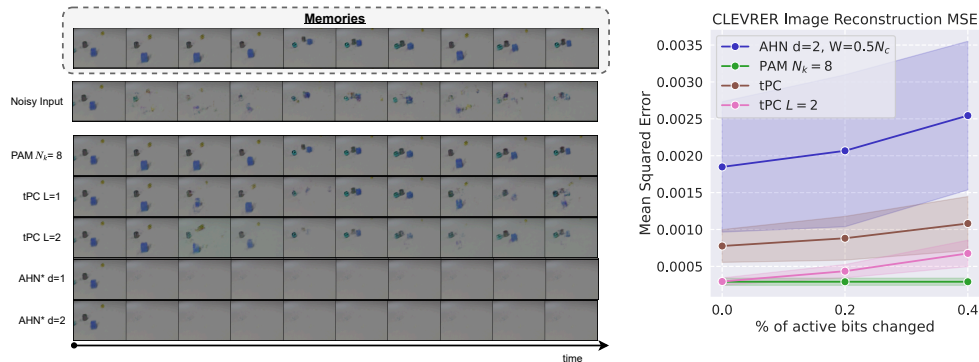 Memories
Noisy Input
PAM Nₖ= 8
tPC L=1
tPC L=2
AHN* d=1
AHN* d=2
time
CLEVRER Image Reconstruction MSE
AHN d=2, W=0.5N_c
PAM Nₖ = 8
tPC
tPC L = 2
Mean Squared Error
0.0035
0.0030
0.0025
0.0020
0.0015
0.0010
0.0005
0.0 0.2 0.4
% of active bits changed